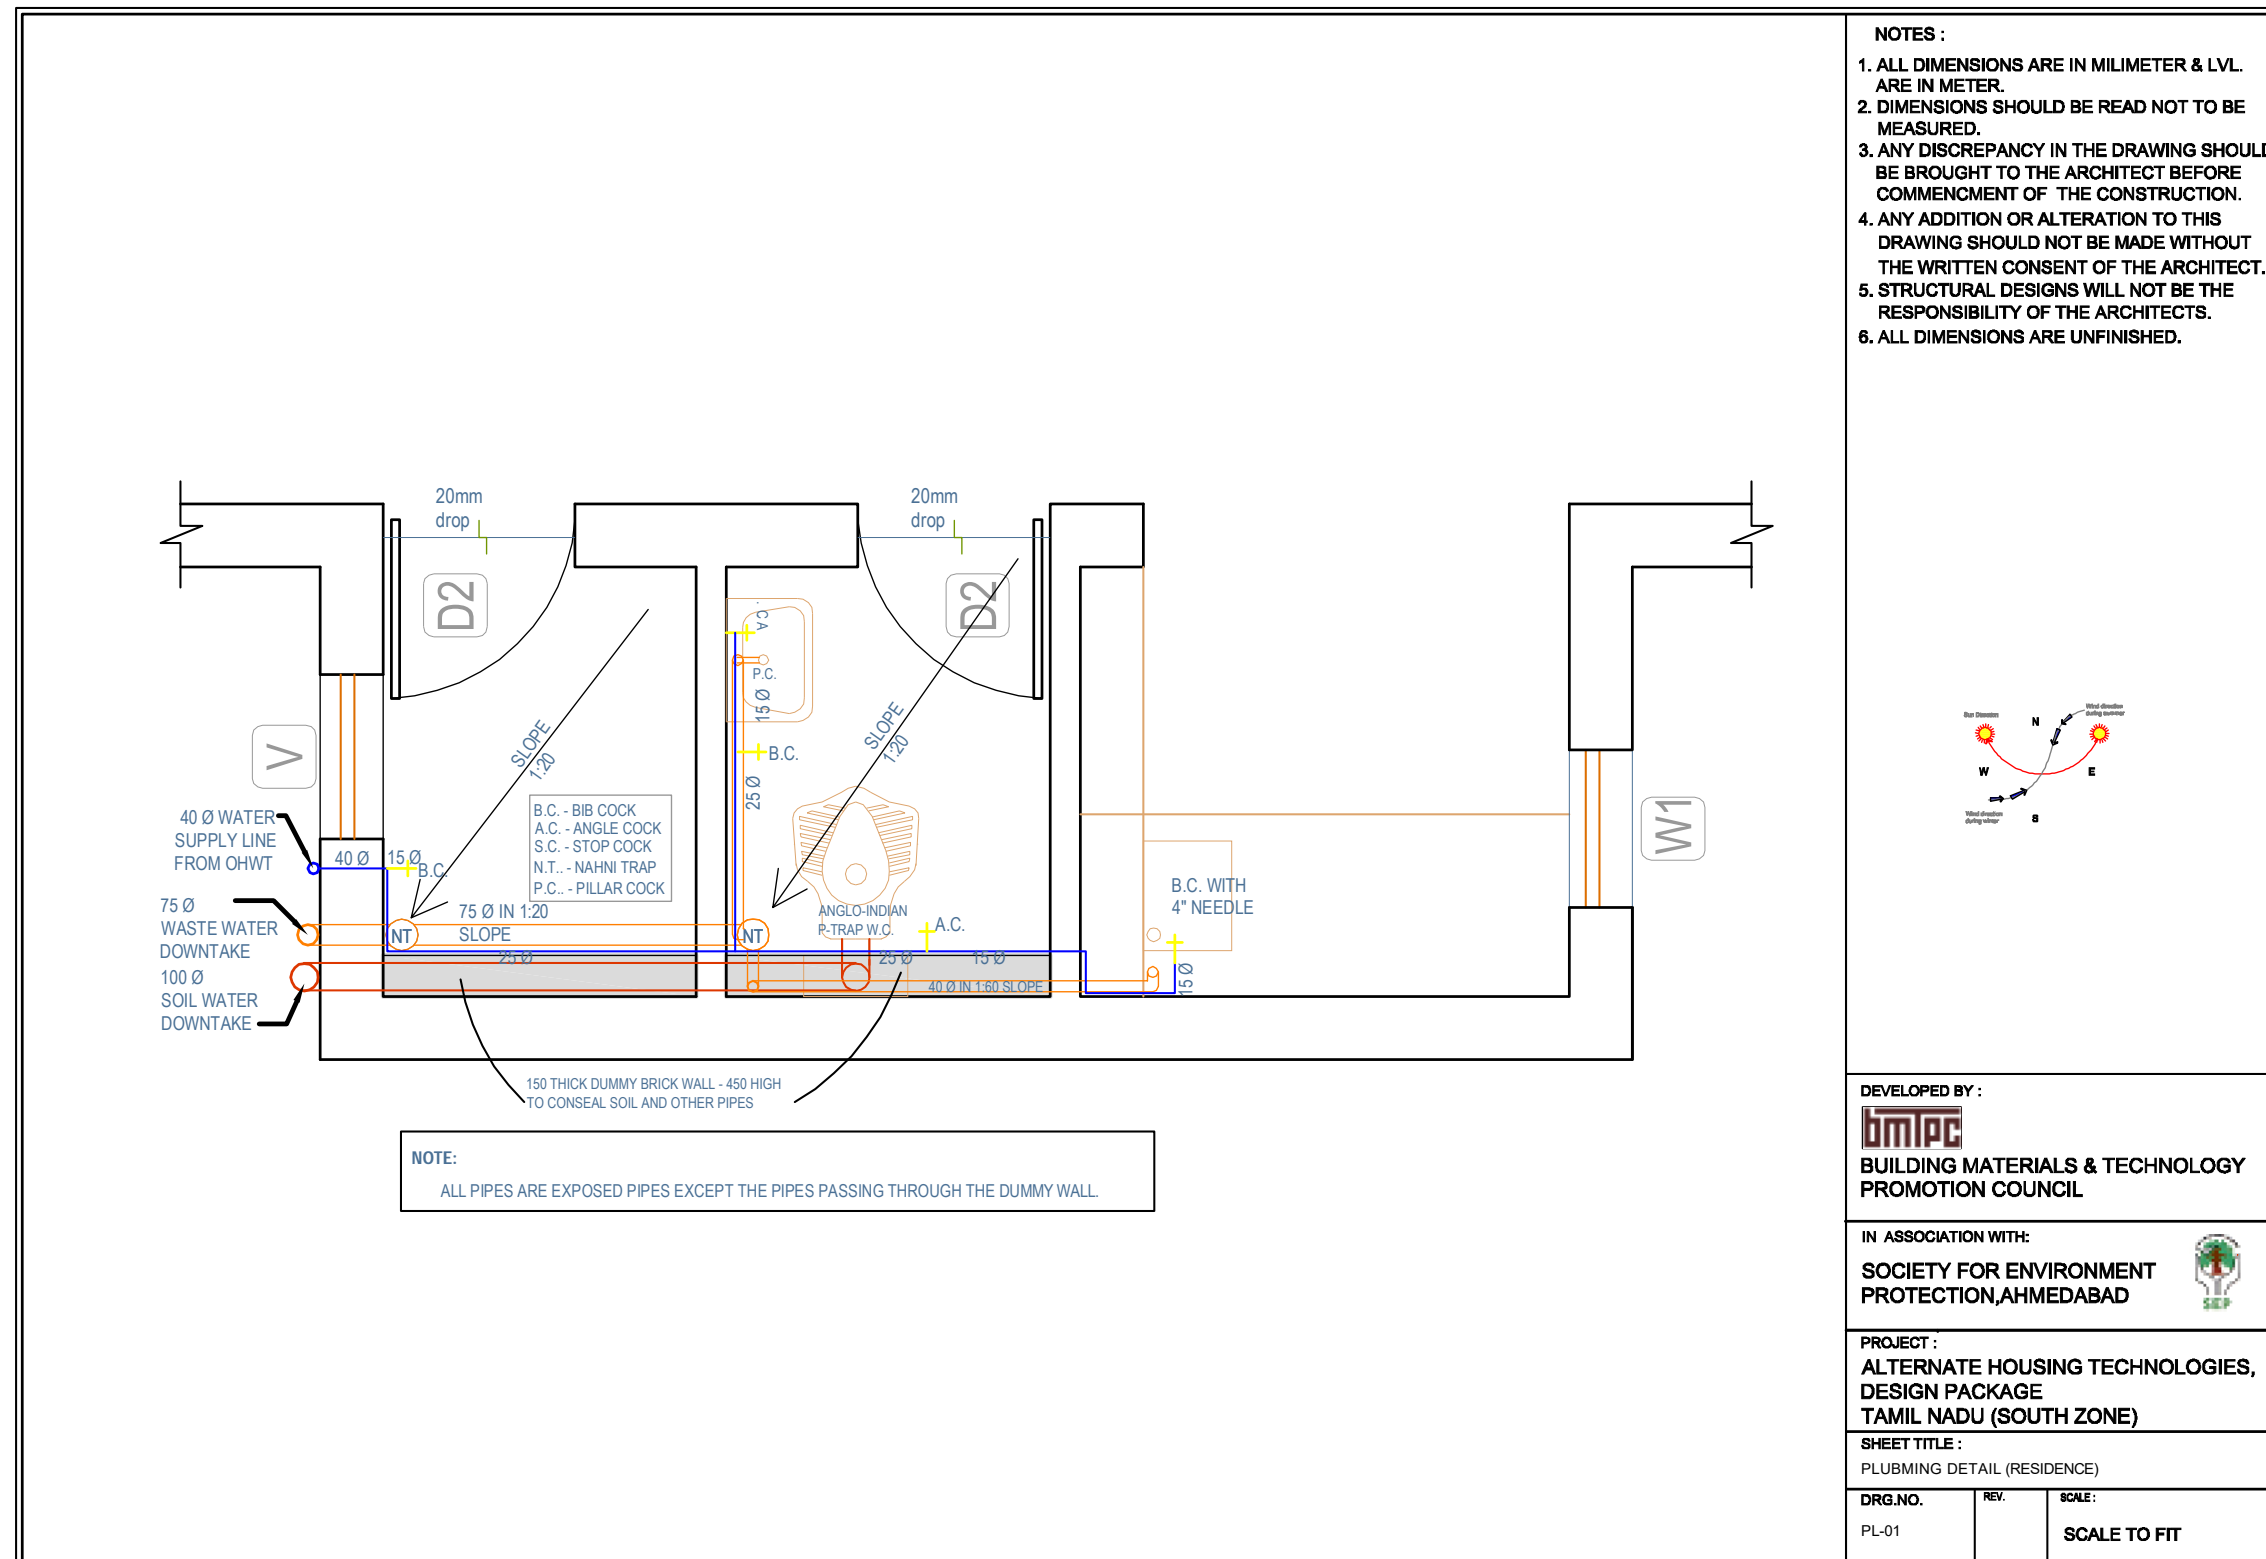 20mm
drop
20mm
drop
D2
D2
C A
P.C.
15 Ø
SLOPE
1:20
SLOPE
1:20
V
B.C.
25 Ø
B.C. - BIB COCK
A.C. - ANGLE COCK
S.C. - STOP COCK
N.T.. - NAHNI TRAP
P.C.. - PILLAR COCK
W1
40 Ø WATER
SUPPLY LINE
FROM OHWT
40 Ø
15 Ø
B.C.
75 Ø
WASTE WATER
DOWNTAKE
100 Ø
SOIL WATER
DOWNTAKE
75 Ø IN 1:20
SLOPE
NT
NT
ANGLO-INDIAN
P-TRAP W.C.
A.C.
B.C. WITH
4" NEEDLE
25 Ø
25 Ø
15 Ø
40 Ø IN 1:60 SLOPE
15 Ø
150 THICK DUMMY BRICK WALL - 450 HIGH
TO CONSEAL SOIL AND OTHER PIPES
NOTE:
ALL PIPES ARE EXPOSED PIPES EXCEPT THE PIPES PASSING THROUGH THE DUMMY WALL.
NOTES :
1. ALL DIMENSIONS ARE IN MILIMETER & LVL.
ARE IN METER.
2. DIMENSIONS SHOULD BE READ NOT TO BE
MEASURED.
3. ANY DISCREPANCY IN THE DRAWING SHOULD
BE BROUGHT TO THE ARCHITECT BEFORE
COMMENCMENT OF THE CONSTRUCTION.
4. ANY ADDITION OR ALTERATION TO THIS
DRAWING SHOULD NOT BE MADE WITHOUT
THE WRITTEN CONSENT OF THE ARCHITECT.
5. STRUCTURAL DESIGNS WILL NOT BE THE
RESPONSIBILITY OF THE ARCHITECTS.
6. ALL DIMENSIONS ARE UNFINISHED.
Wind direction
during summer
Sun
N
W
E
Wind direction
during winter
S
DEVELOPED BY :
bmTpc
BUILDING MATERIALS & TECHNOLOGY
PROMOTION COUNCIL
IN ASSOCIATION WITH:
SOCIETY FOR ENVIRONMENT
PROTECTION,AHMEDABAD
SEP
PROJECT :
ALTERNATE HOUSING TECHNOLOGIES,
DESIGN PACKAGE
TAMIL NADU (SOUTH ZONE)
SHEET TITLE :
PLUBMING DETAIL (RESIDENCE)
DRG.NO.
REV.
SCALE :
PL-01
SCALE TO FIT